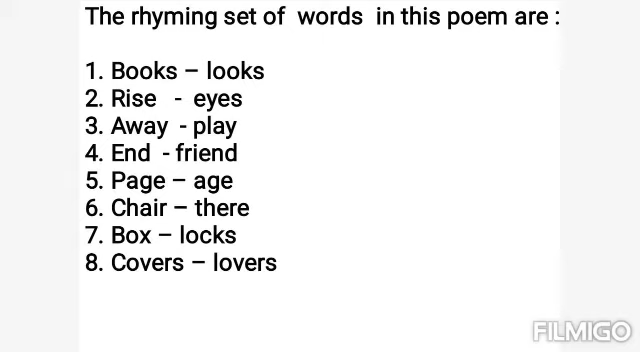 The rhyming set of words in this poem are :
1. Books – looks
2. Rise - eyes
3. Away - play
4. End - friend
5. Page – age
6. Chair – there
7. Box – locks
8. Covers – lovers
FILMIGO